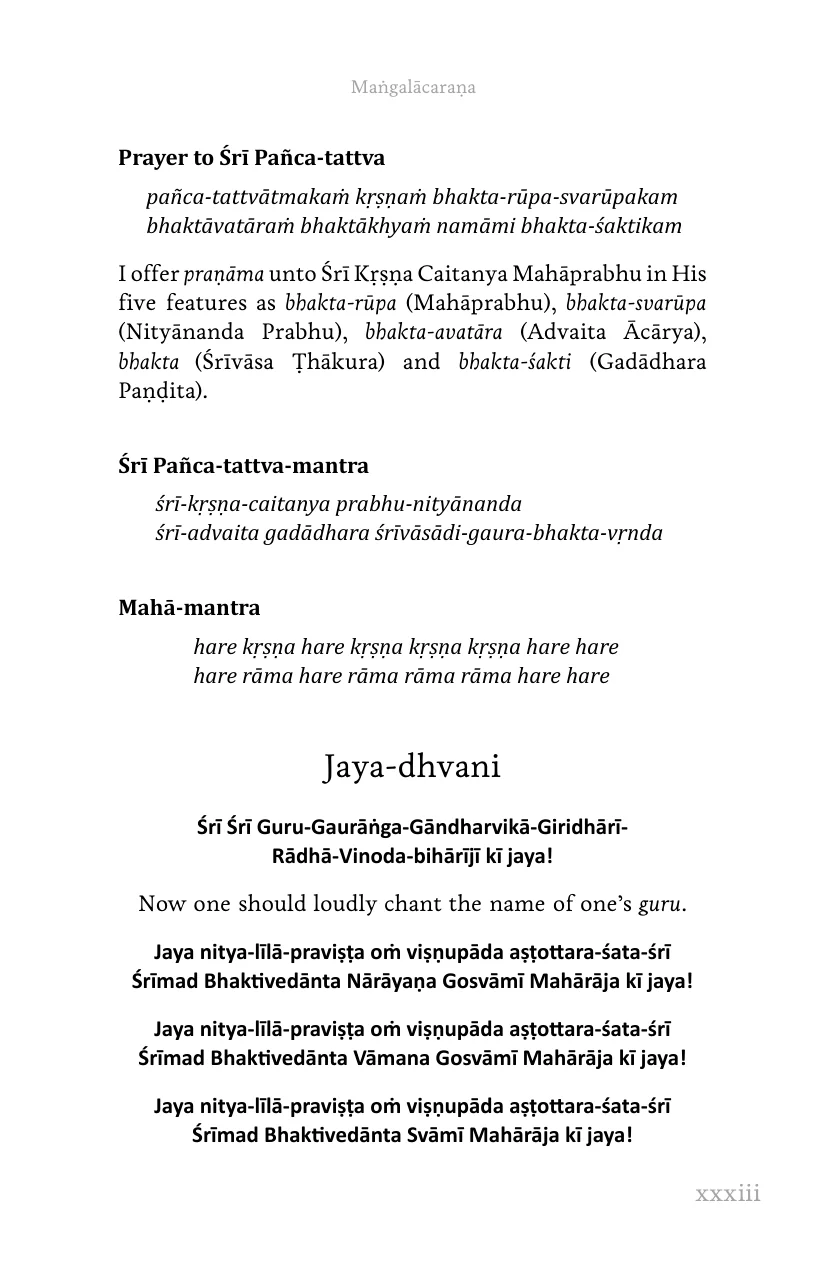 Maṅgalācaraṇa
Prayer to Śrī Pañca-tattva
pañca-tattvātmakaṁ kṛṣṇaṁ bhakta-rūpa-svarūpakam
bhaktāvatāraṁ bhaktākhyaṁ namāmi bhakta-śaktikam
I offer praṇāma unto Śrī Kṛṣṇa Caitanya Mahāprabhu in His
five features as bhakta-rūpa (Mahāprabhu), bhakta-svarūpa
(Nityānanda Prabhu), bhakta-avatāra (Advaita Ācārya),
bhakta (Śrīvāsa Ṭhākura) and bhakta-śakti (Gadādhara
Paṇḍita).
Śrī Pañca-tattva-mantra
śrī-kṛṣṇa-caitanya prabhu-nityānanda
śrī-advaita gadādhara śrīvāsādi-gaura-bhakta-vṛnda
Mahā-mantra
hare kṛṣṇa hare kṛṣṇa kṛṣṇa kṛṣṇa hare hare
hare rāma hare rāma rāma rāma hare hare
Jaya-dhvani
Śrī Śrī Guru-Gaurāṅga-Gāndharvikā-Giridhārī-
Rādhā-Vinoda-bihārījī kī jaya!
Now one should loudly chant the name of one’s guru.
Jaya nitya-līlā-praviṣṭa oṁ viṣṇupāda aṣṭottara-śata-śrī
Śrīmad Bhaktivedānta Nārāyaṇa Gosvāmī Mahārāja kī jaya!
Jaya nitya-līlā-praviṣṭa oṁ viṣṇupāda aṣṭottara-śata-śrī
Śrīmad Bhaktivedānta Vāmana Gosvāmī Mahārāja kī jaya!
Jaya nitya-līlā-praviṣṭa oṁ viṣṇupāda aṣṭottara-śata-śrī
Śrīmad Bhaktivedānta Svāmī Mahārāja kī jaya!
xxxiii